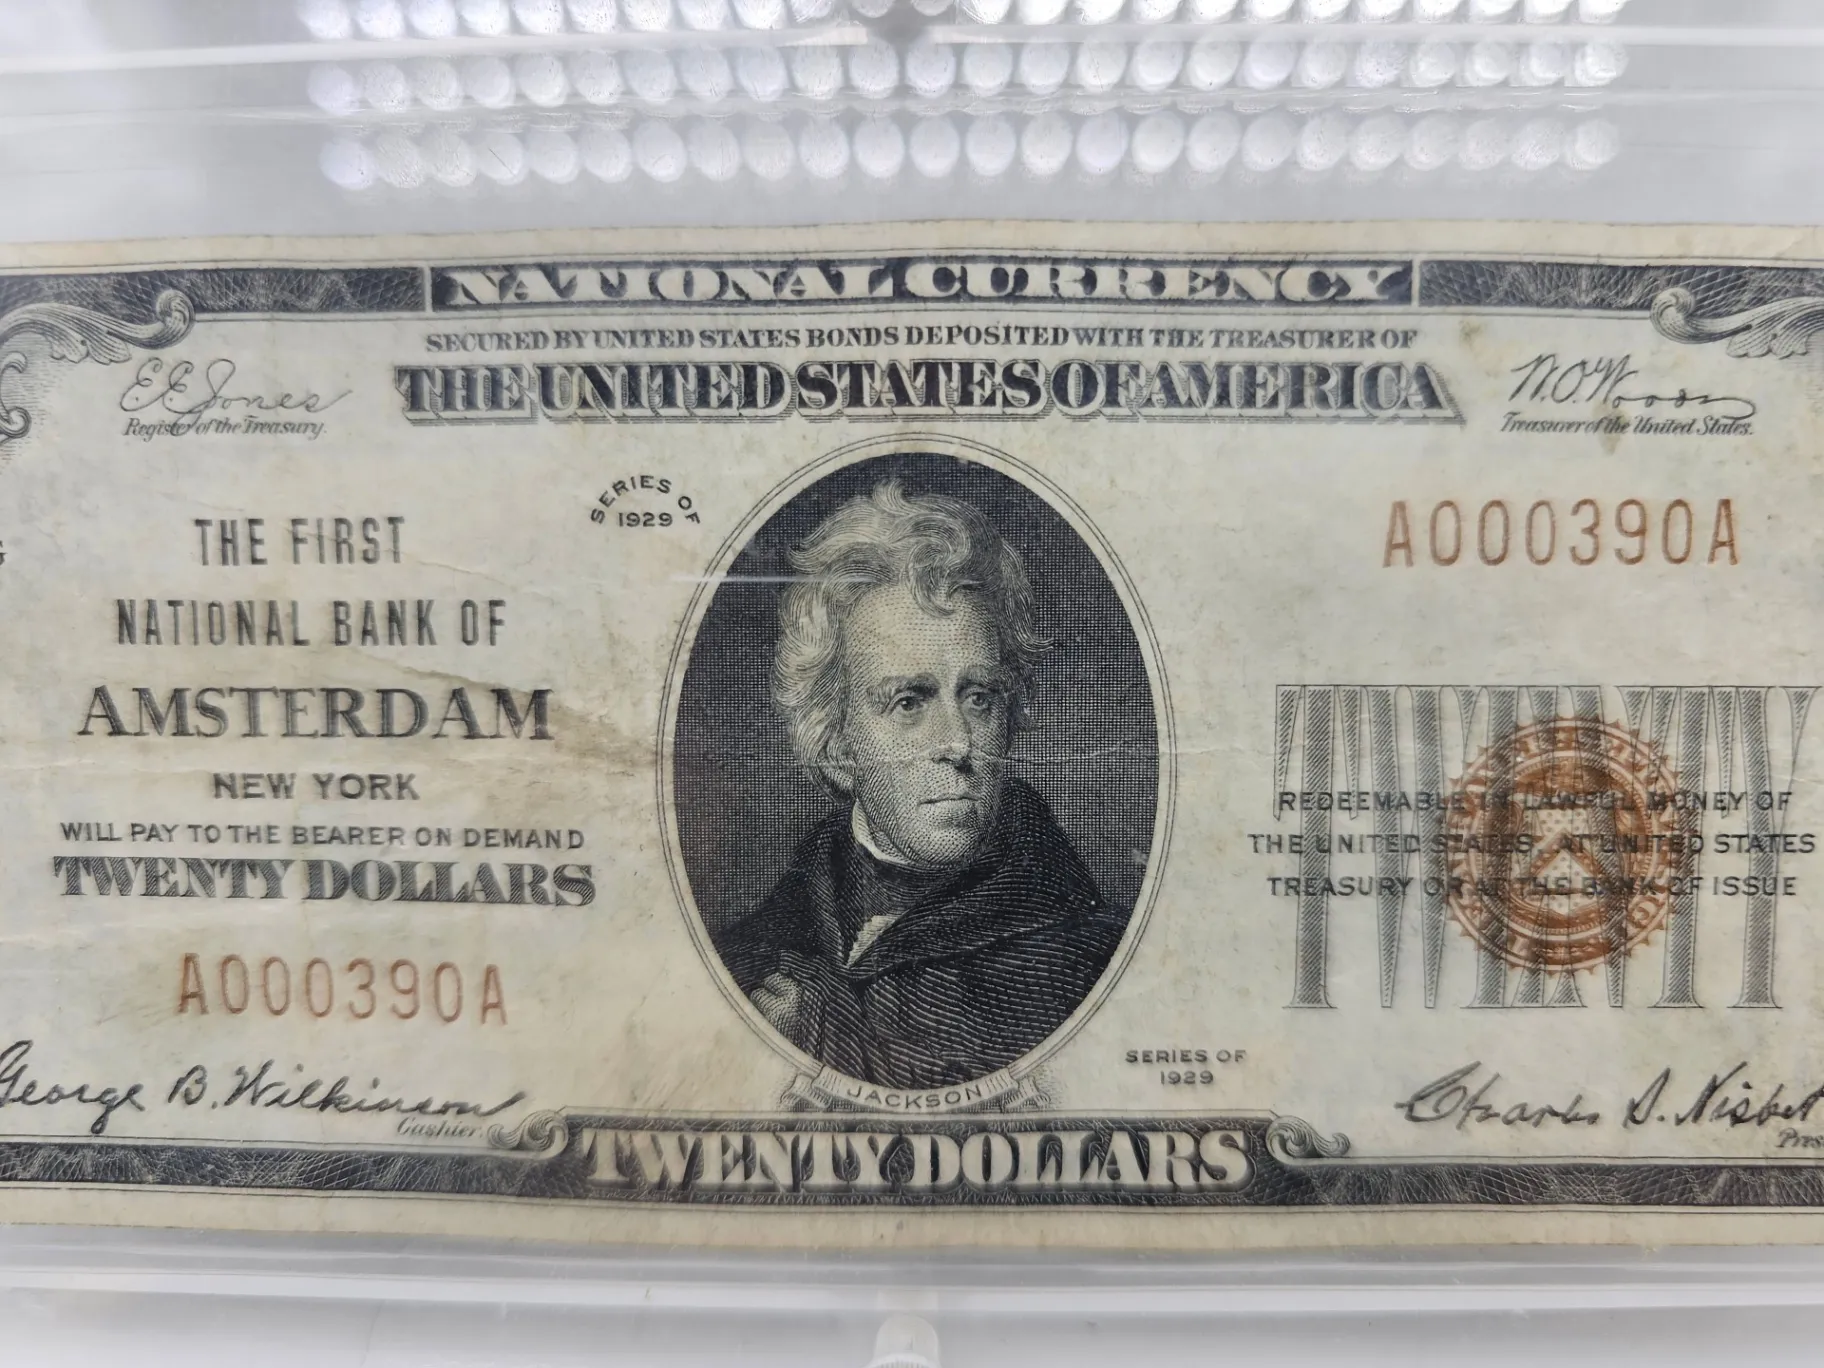 NATIONAL CURRENCY
SECURED BY UNITED STATES BONDS DEPOSITED WITH THE TREASURER OF
THE UNITED STATES OF AMERICA
E.E. Jones
Register of the Treasury.
W.O. Woods
Treasurer of the United States.
SERIES OF
1929
THE FIRST
NATIONAL BANK OF
AMSTERDAM
NEW YORK
WILL PAY TO THE BEARER ON DEMAND
TWENTY DOLLARS
A000390A
A000390A
TWENTY
REDEEMABLE IN LAWFUL MONEY OF
THE UNITED STATES AT UNITED STATES
TREASURY OR AT THE BANK OF ISSUE
George B. Wilkinson
Cashier.
JACKSON
SERIES OF
1929
Charles S. Nisbet
TWENTY DOLLARS